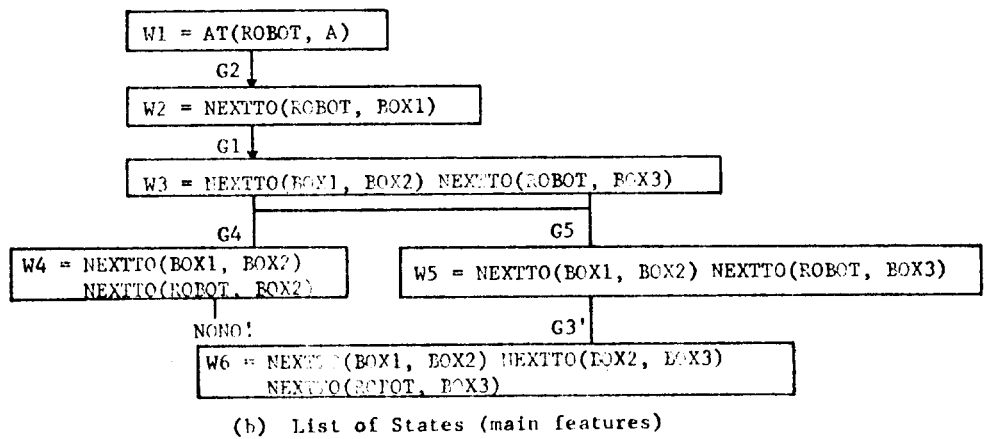 W1 = AT(ROBOT, A)
G2
W2 = NEXTTO(ROBOT, BOX1)
G1
W3 = NEXTTO(BOX1, BOX2) NEXTTO(ROBOT, BOX3)
G4
G5
W4 = NEXTTO(BOX1, BOX2)
NEXTTO(ROBOT, BOX2)
W5 = NEXTTO(BOX1, BOX2) NEXTTO(ROBOT, BOX3)
NONO!
G3'
W6 = NEXTTO(BOX1, BOX2) NEXTTO(BOX2, BOX3)
NEXTTO(ROBOT, BOX3)
(b) List of States (main features)